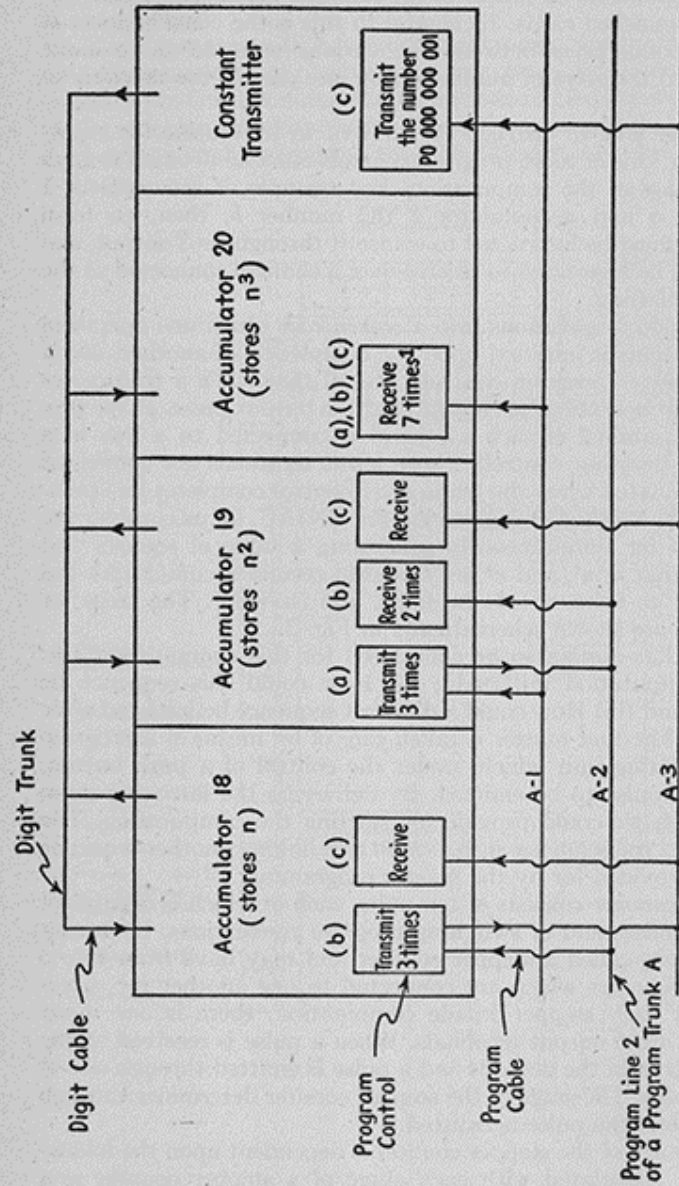 Digit Trunk
Digit Cable
Accumulator 18
(stores n)
Accumulator 19
(stores n²)
Accumulator 20
(stores n³)
Constant
Transmitter
(b)
Transmit
3 times
(c)
Receive
(a)
Transmit
3 times
(b)
Receive
2 times
(c)
Receive
(a),(b),(c)
Receive
7 times¹
(c)
Transmit
the number
P0 000 000 001
Program
Control
Program
Cable
A-1
A-2
A-3
Program Line 2
of a Program Trunk A